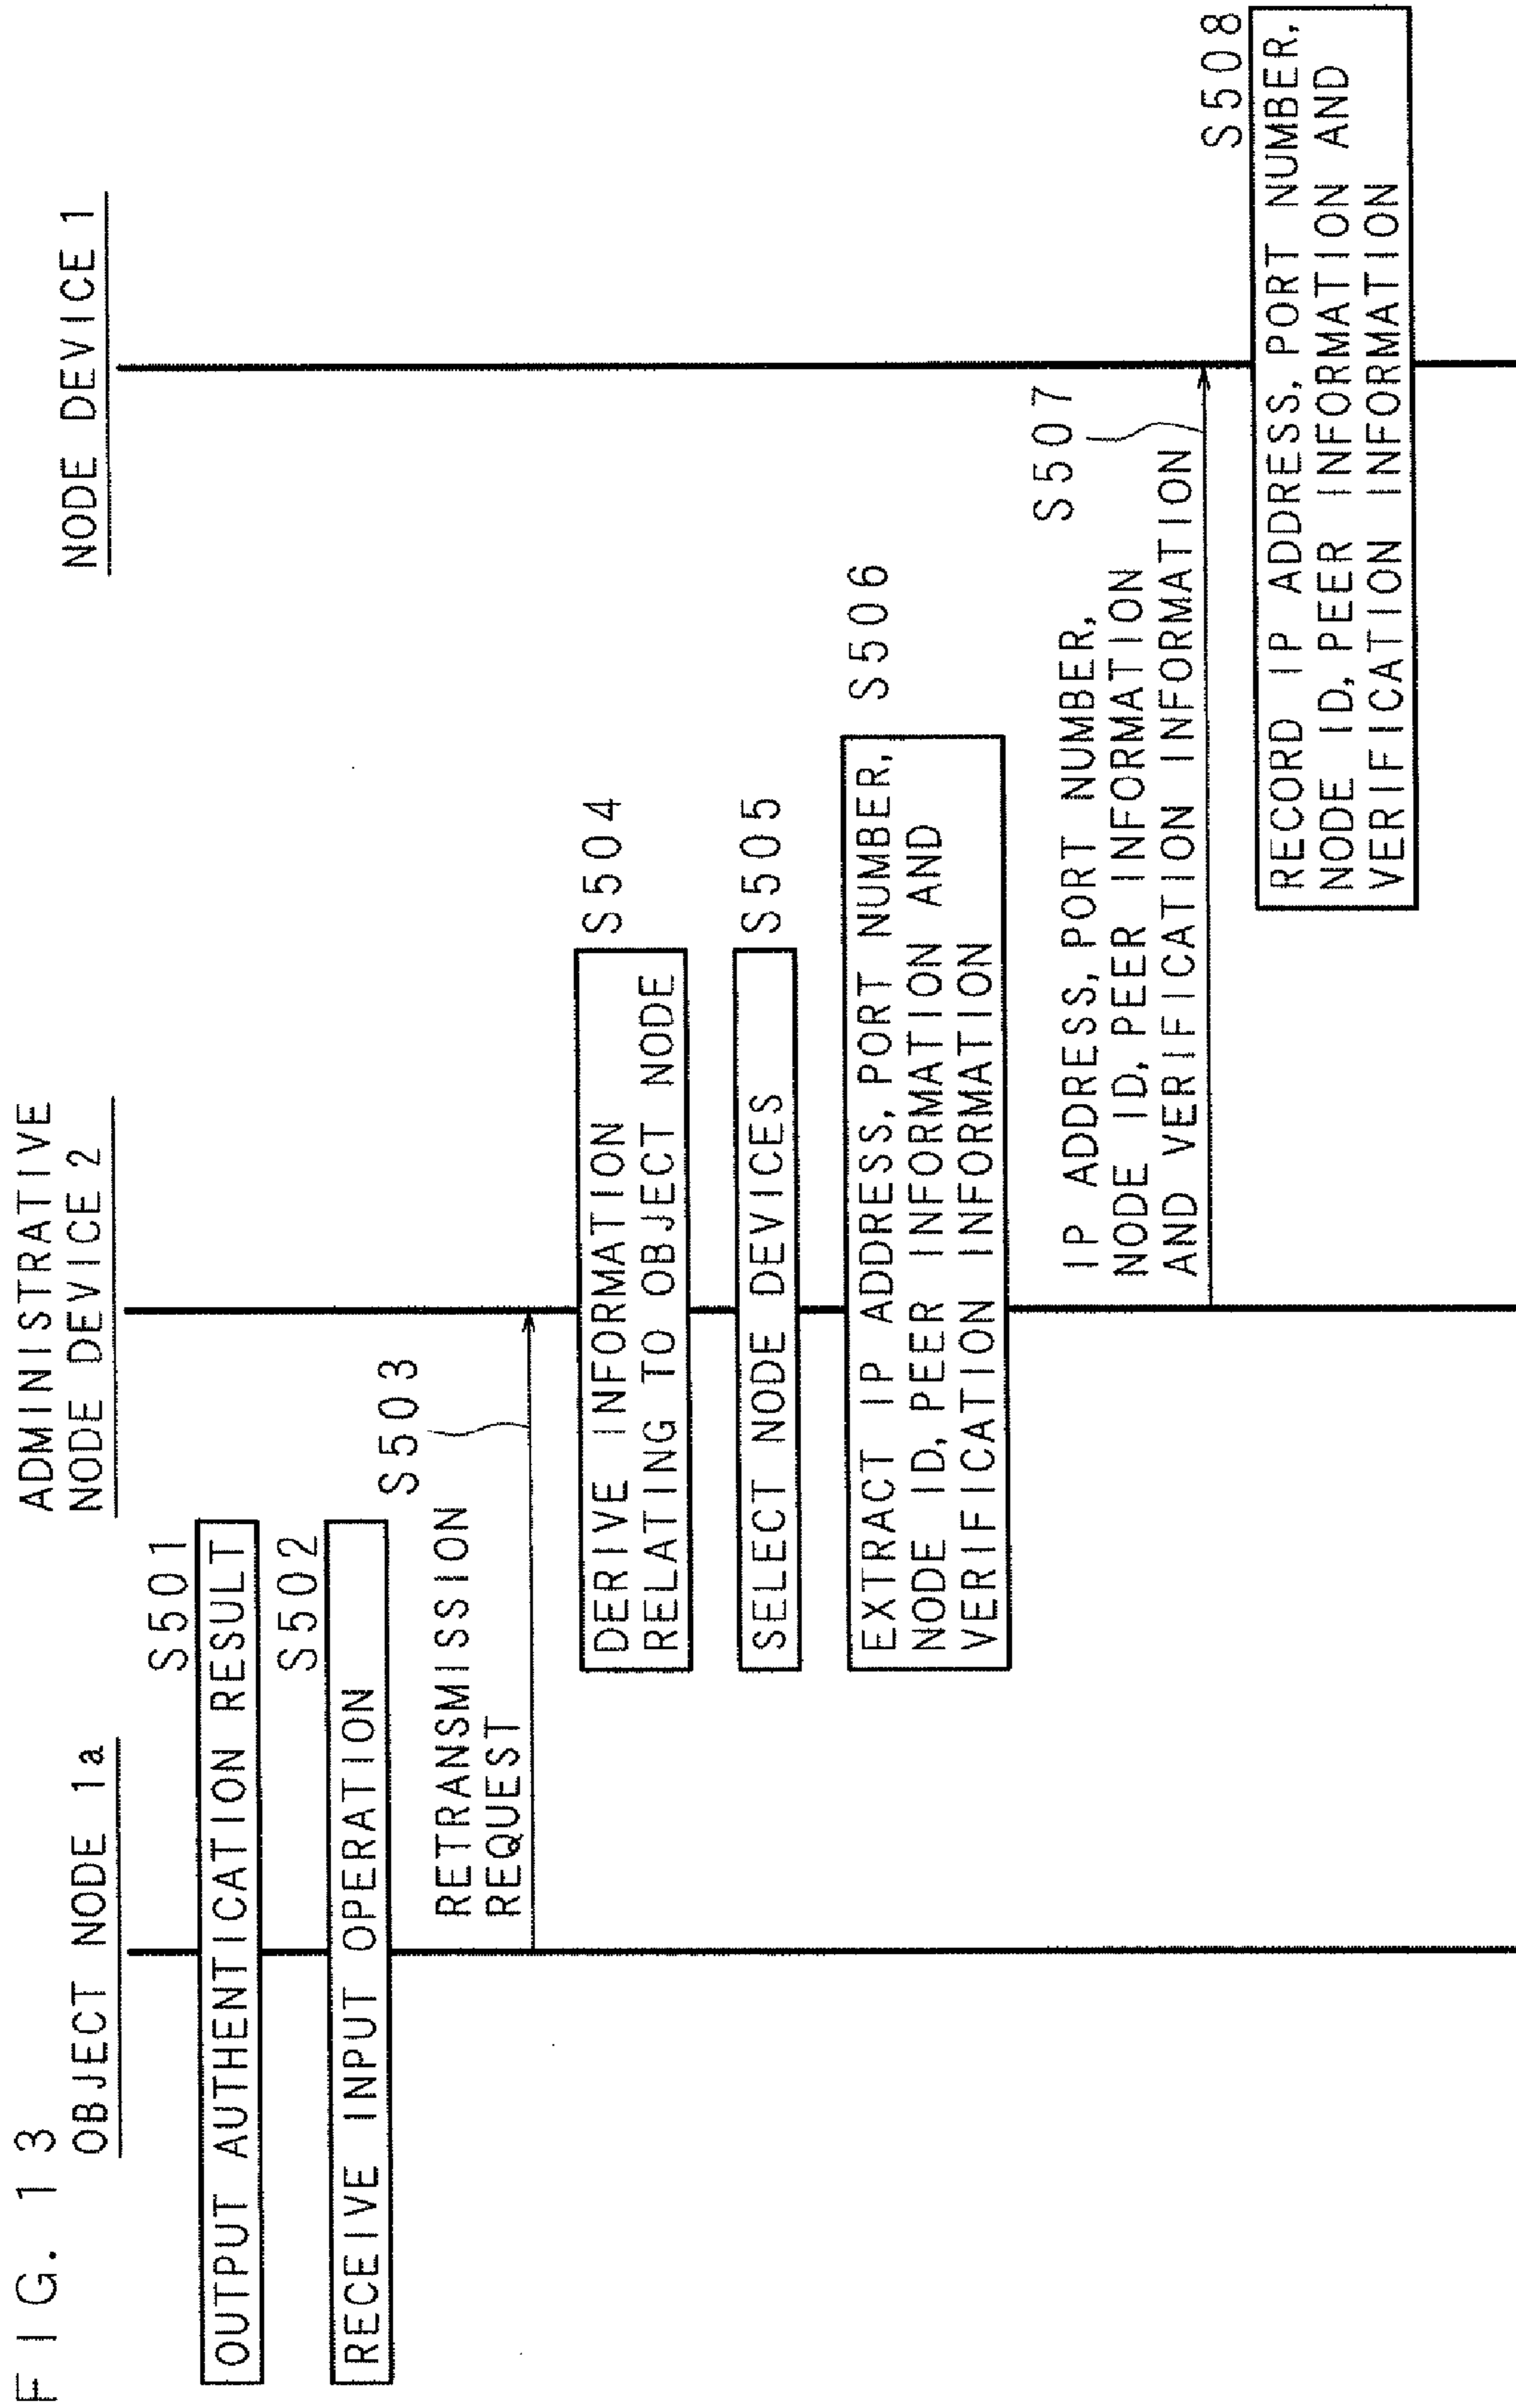 FIG. 13
OBJECT NODE 1a
ADMINISTRATIVE
NODE DEVICE 2
NODE DEVICE 1
S501
OUTPUT AUTHENTICATION RESULT
S502
RECEIVE INPUT OPERATION
RETRANSMISSION
REQUEST
S503
S504
DERIVE INFORMATION
RELATING TO OBJECT NODE
S505
SELECT NODE DEVICES
S506
EXTRACT IP ADDRESS, PORT NUMBER,
NODE ID, PEER INFORMATION AND
VERIFICATION INFORMATION
S507
IP ADDRESS, PORT NUMBER,
NODE ID, PEER INFORMATION
AND VERIFICATION INFORMATION
S508
RECORD IP ADDRESS, PORT NUMBER,
NODE ID, PEER INFORMATION AND
VERIFICATION INFORMATION